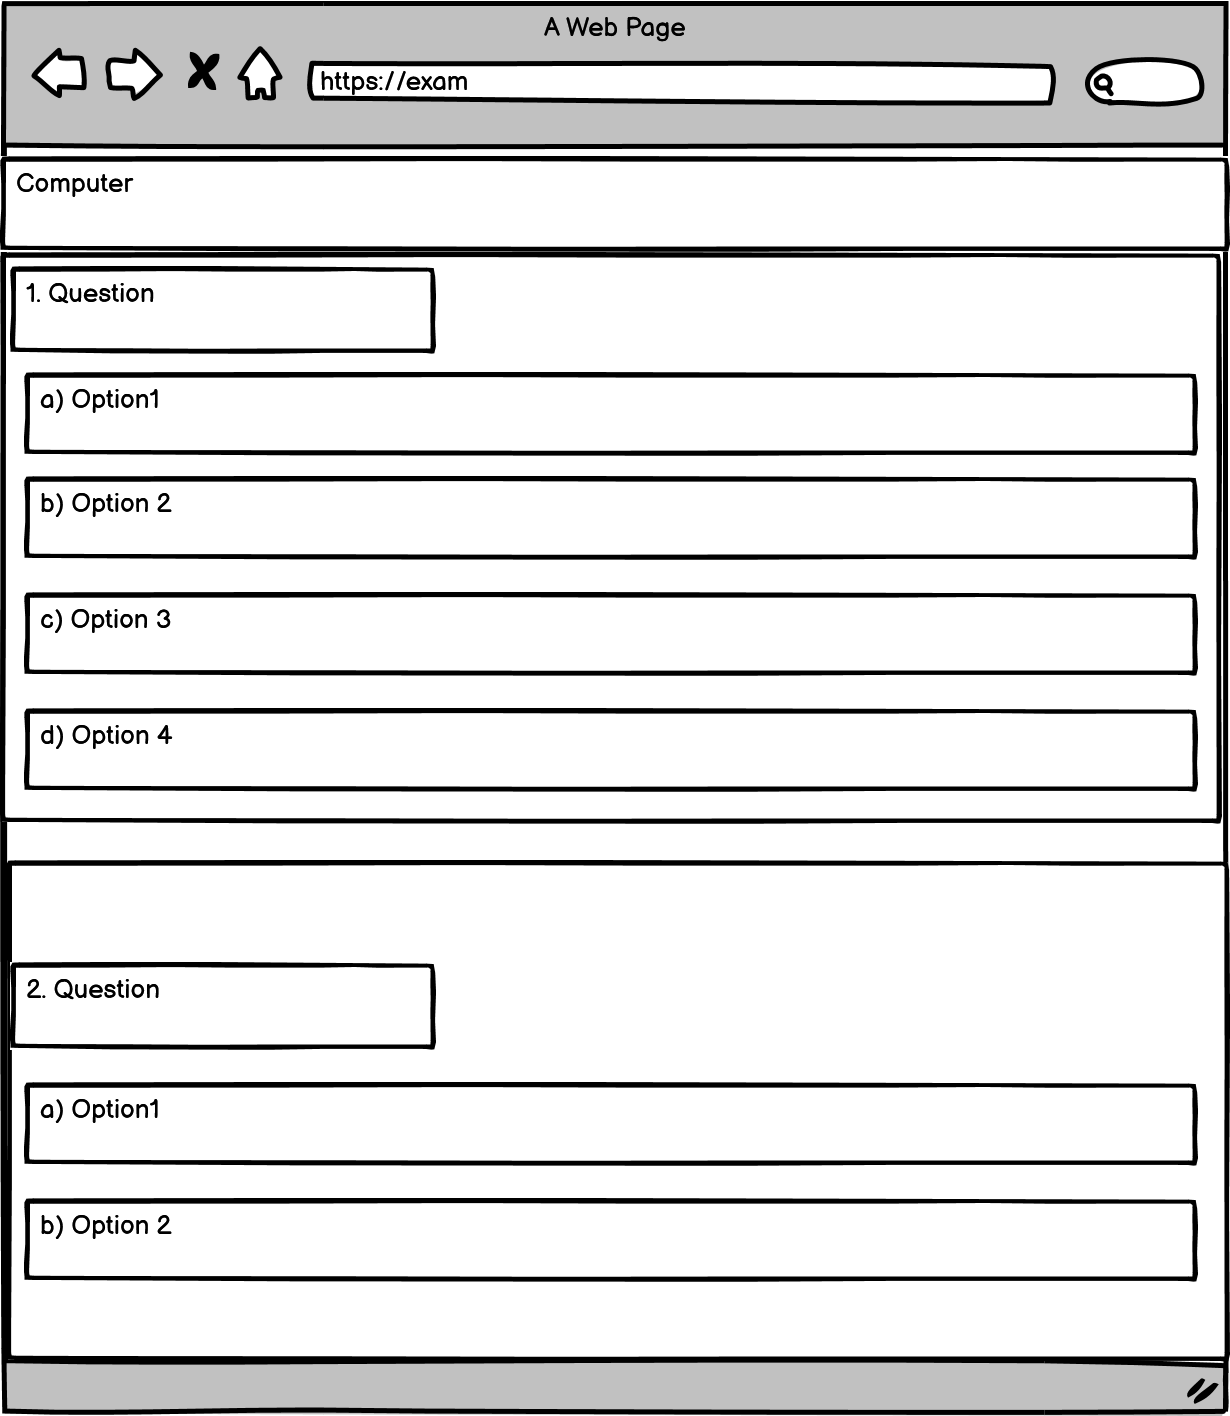 A Web Page
https://exam
Computer
1. Question
a) Option1
b) Option 2
c) Option 3
d) Option 4
2. Question
a) Option1
b) Option 2